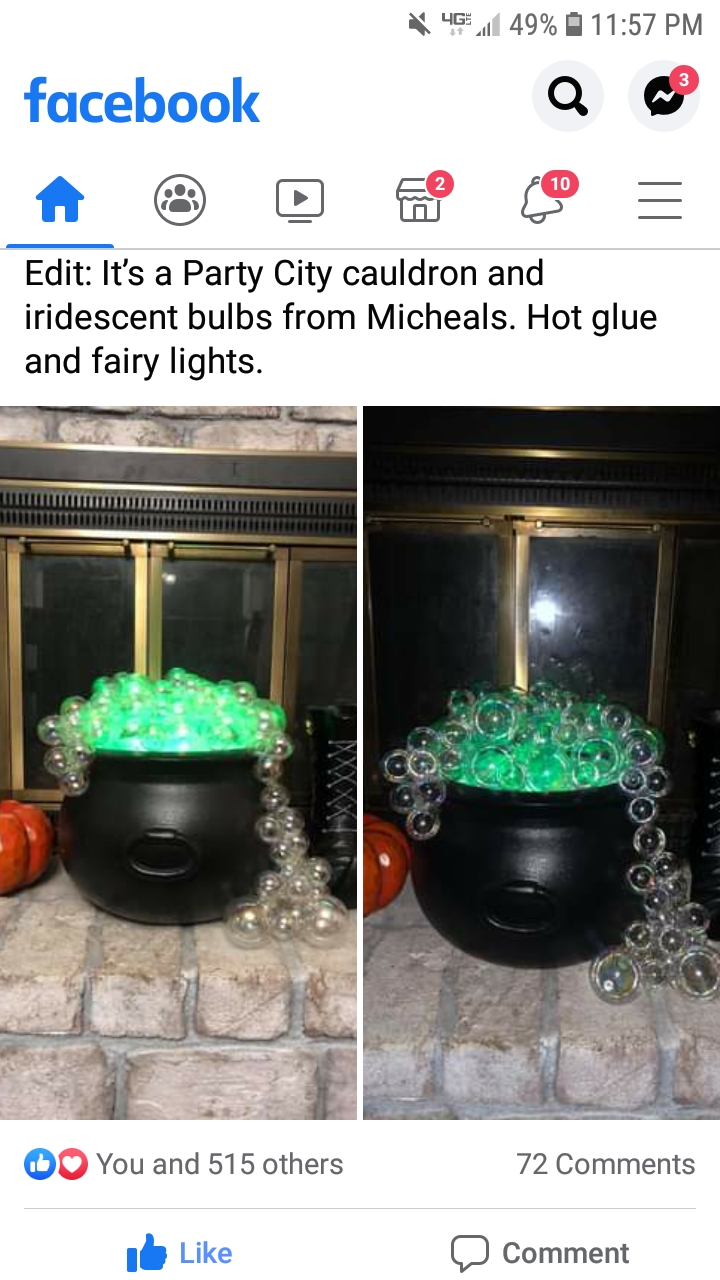 4G LTE 49% 11:57 PM
facebook
3
2
10
Edit: It’s a Party City cauldron and
iridescent bulbs from Micheals. Hot glue
and fairy lights.
You and 515 others 72 Comments
Like Comment